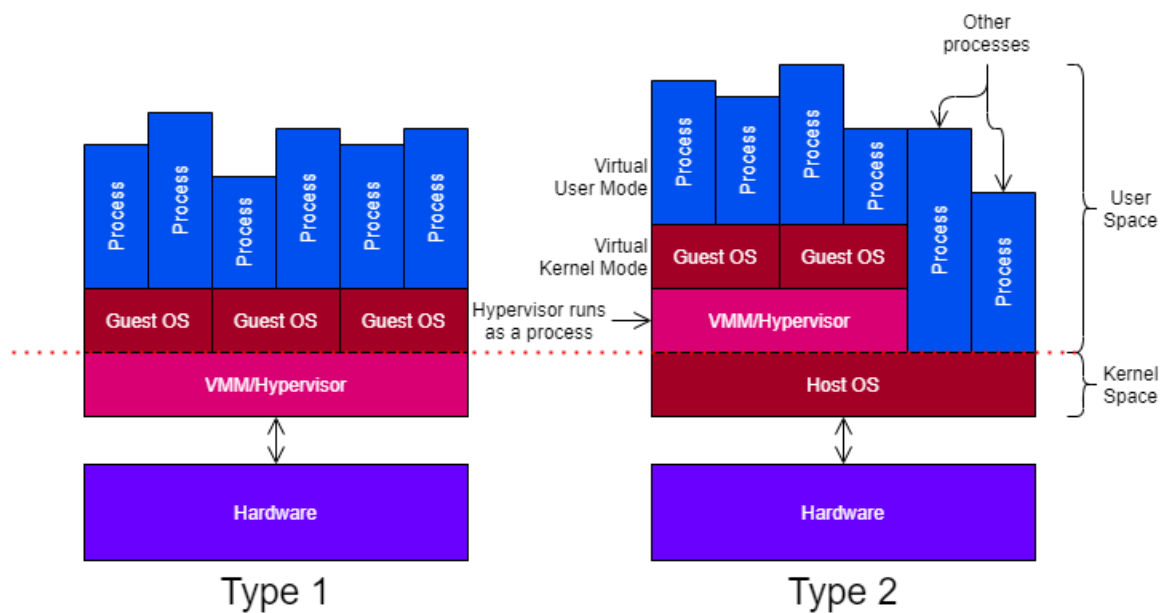 Other
processes
Process
Process
Process
Process
Process
Process
Guest OS
Guest OS
Guest OS
VMM/Hypervisor
Hardware
Type 1
Virtual
User Mode
Virtual
Kernel Mode
Hypervisor runs
as a process
Process
Process
Process
Process
Process
Process
Guest OS
Guest OS
VMM/Hypervisor
Host OS
Hardware
Type 2
User
Space
Kernel
Space